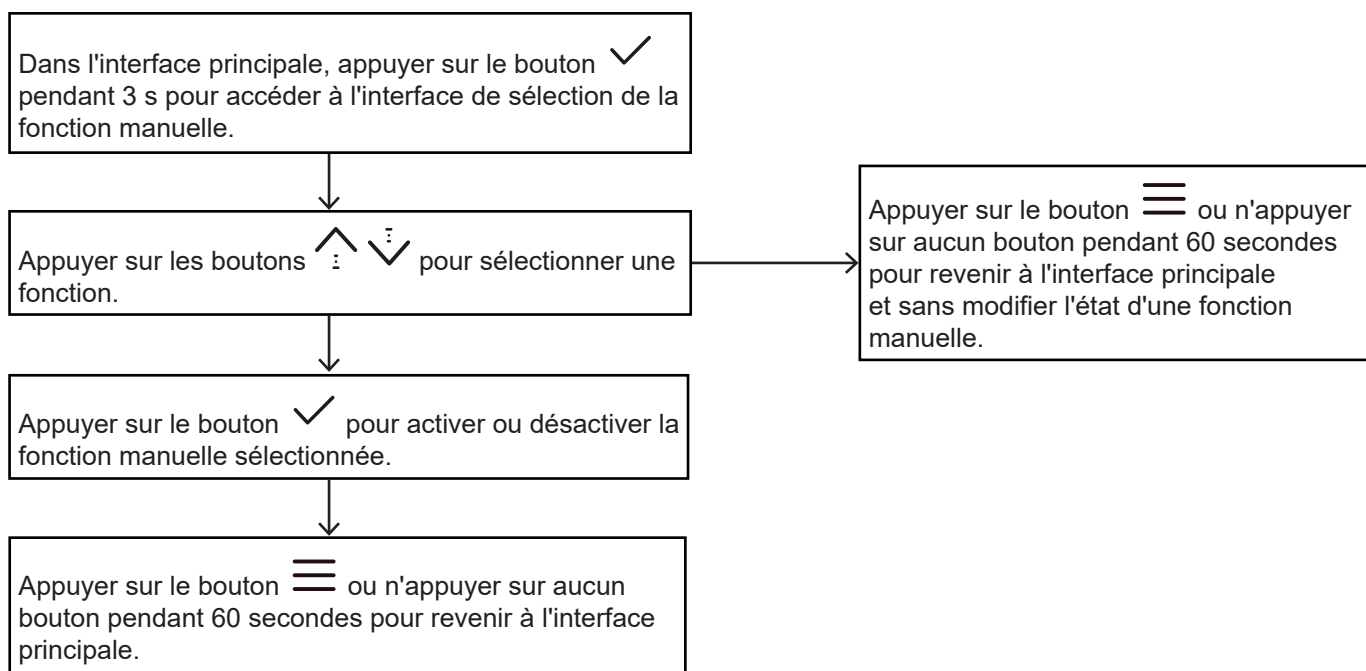 Dans l'interface principale, appuyer sur le bouton
pendant 3 s pour accéder à l'interface de sélection de la
fonction manuelle.
Appuyer sur les boutons pour sélectionner une
fonction.
Appuyer sur le bouton ou n'appuyer
sur aucun bouton pendant 60 secondes
pour revenir à l'interface principale
et sans modifier l'état d'une fonction
manuelle.
Appuyer sur le bouton pour activer ou désactiver la
fonction manuelle sélectionnée.
Appuyer sur le bouton ou n'appuyer sur aucun
bouton pendant 60 secondes pour revenir à l'interface
principale.